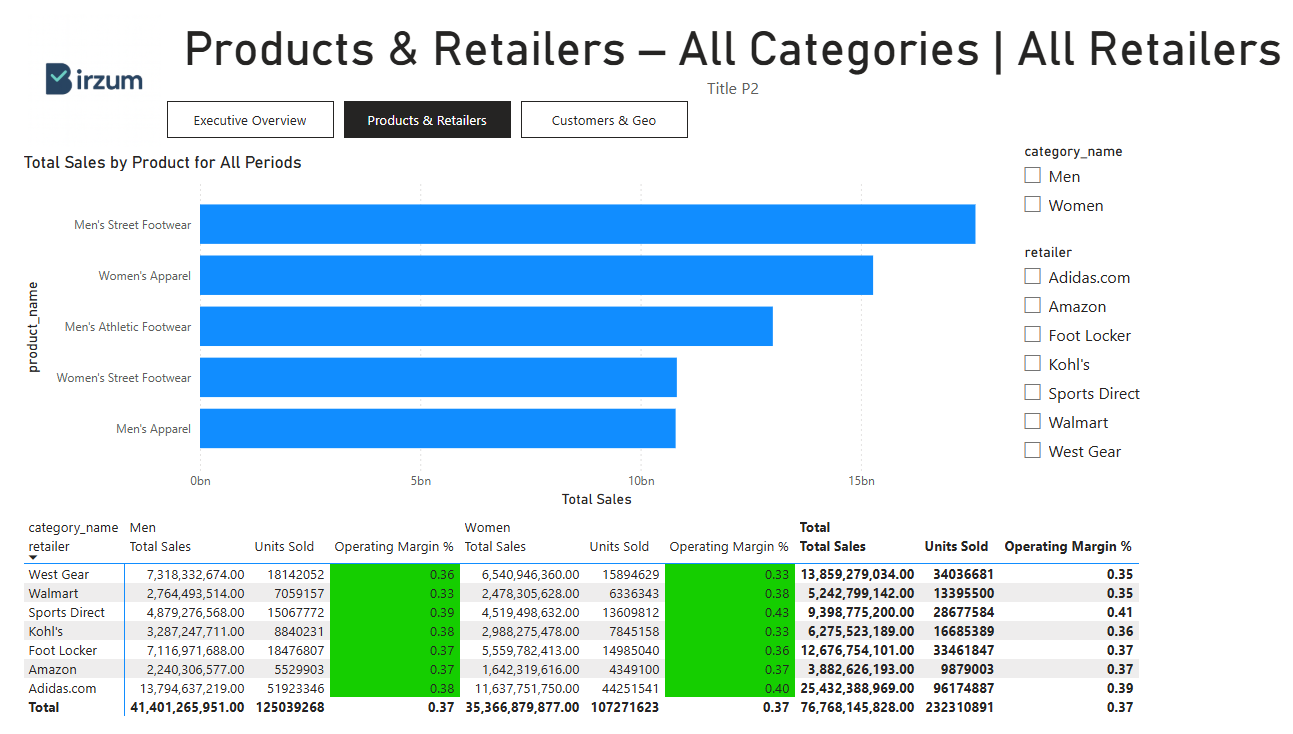 Products & Retailers — All Categories | All Retailers
Birzum
Title P2
Executive Overview
Products & Retailers
Customers & Geo
Total Sales by Product for All Periods
product_name
Men's Street Footwear
Women's Apparel
Men's Athletic Footwear
Women's Street Footwear
Men's Apparel
0bn 5bn 10bn 15bn
Total Sales
category_name
Men
Women
retailer
Adidas.com
Amazon
Foot Locker
Kohl's
Sports Direct
Walmart
West Gear
category_name Men Women Total
retailer Total Sales Units Sold Operating Margin % Total Sales Units Sold Operating Margin % Total Sales Units Sold Operating Margin %
West Gear 7,318,332,674.00 18142052 0.36 6,540,946,360.00 15894629 0.33 13,859,279,034.00 34036681 0.35
Walmart 2,764,493,514.00 7059157 0.33 2,478,305,628.00 6336343 0.38 5,242,799,142.00 13395500 0.35
Sports Direct 4,879,276,568.00 15067772 0.39 4,519,498,632.00 13609812 0.43 9,398,775,200.00 28677584 0.41
Kohl's 3,287,247,711.00 8840231 0.38 2,988,275,478.00 7845158 0.33 6,275,523,189.00 16685389 0.36
Foot Locker 7,116,971,688.00 18476807 0.37 5,559,782,413.00 14985040 0.36 12,676,754,101.00 33461847 0.37
Amazon 2,240,306,577.00 5529903 0.37 1,642,319,616.00 4349100 0.37 3,882,626,193.00 9879003 0.37
Adidas.com 13,794,637,219.00 51923346 0.38 11,637,751,750.00 44251541 0.40 25,432,388,969.00 96174887 0.39
Total 41,401,265,951.00 125039268 0.37 35,366,879,877.00 107271623 0.37 76,768,145,828.00 232310891 0.37